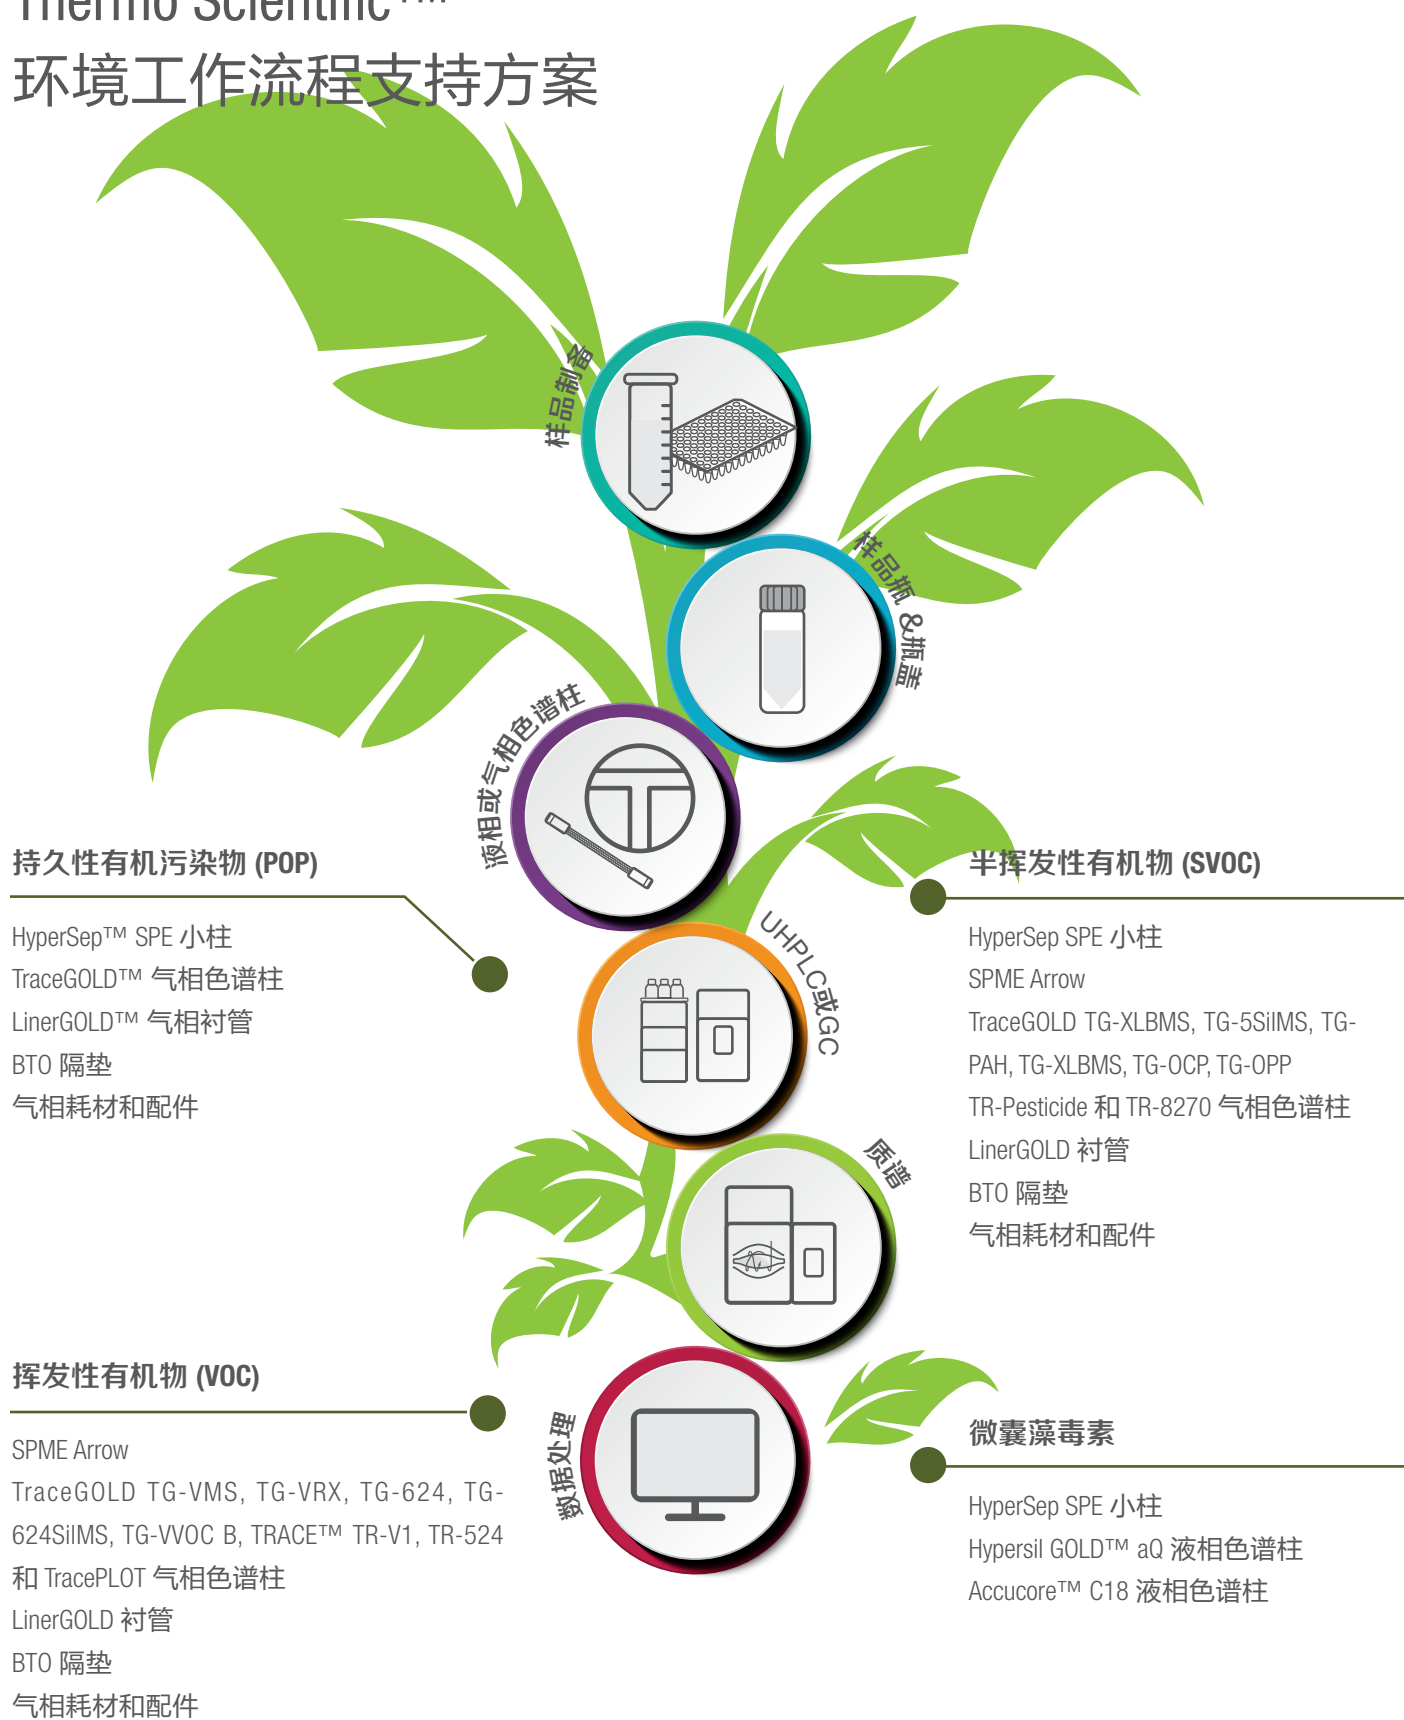 Thermo Scientific™
环境工作流程支持方案
样品制备
样品瓶 &瓶盖
液相或气相色谱柱
UHPLC或GC
质谱
数据处理
持久性有机污染物 (POP)
HyperSep™ SPE 小柱
TraceGOLD™ 气相色谱柱
LinerGOLD™ 气相衬管
BTO 隔垫
气相耗材和配件
半挥发性有机物 (SVOC)
HyperSep SPE 小柱
SPME Arrow
TraceGOLD TG-XLBMS, TG-5SilMS, TG-
PAH, TG-XLBMS, TG-OCP, TG-OPP
TR-Pesticide 和 TR-8270 气相色谱柱
LinerGOLD 衬管
BTO 隔垫
气相耗材和配件
挥发性有机物 (VOC)
SPME Arrow
TraceGOLD TG-VMS, TG-VRX, TG-624, TG-
624SilMS, TG-VVOC B, TRACE™ TR-V1, TR-524
和 TracePLOT 气相色谱柱
LinerGOLD 衬管
BTO 隔垫
气相耗材和配件
微囊藻毒素
HyperSep SPE 小柱
Hypersil GOLD™ aQ 液相色谱柱
Accucore™ C18 液相色谱柱